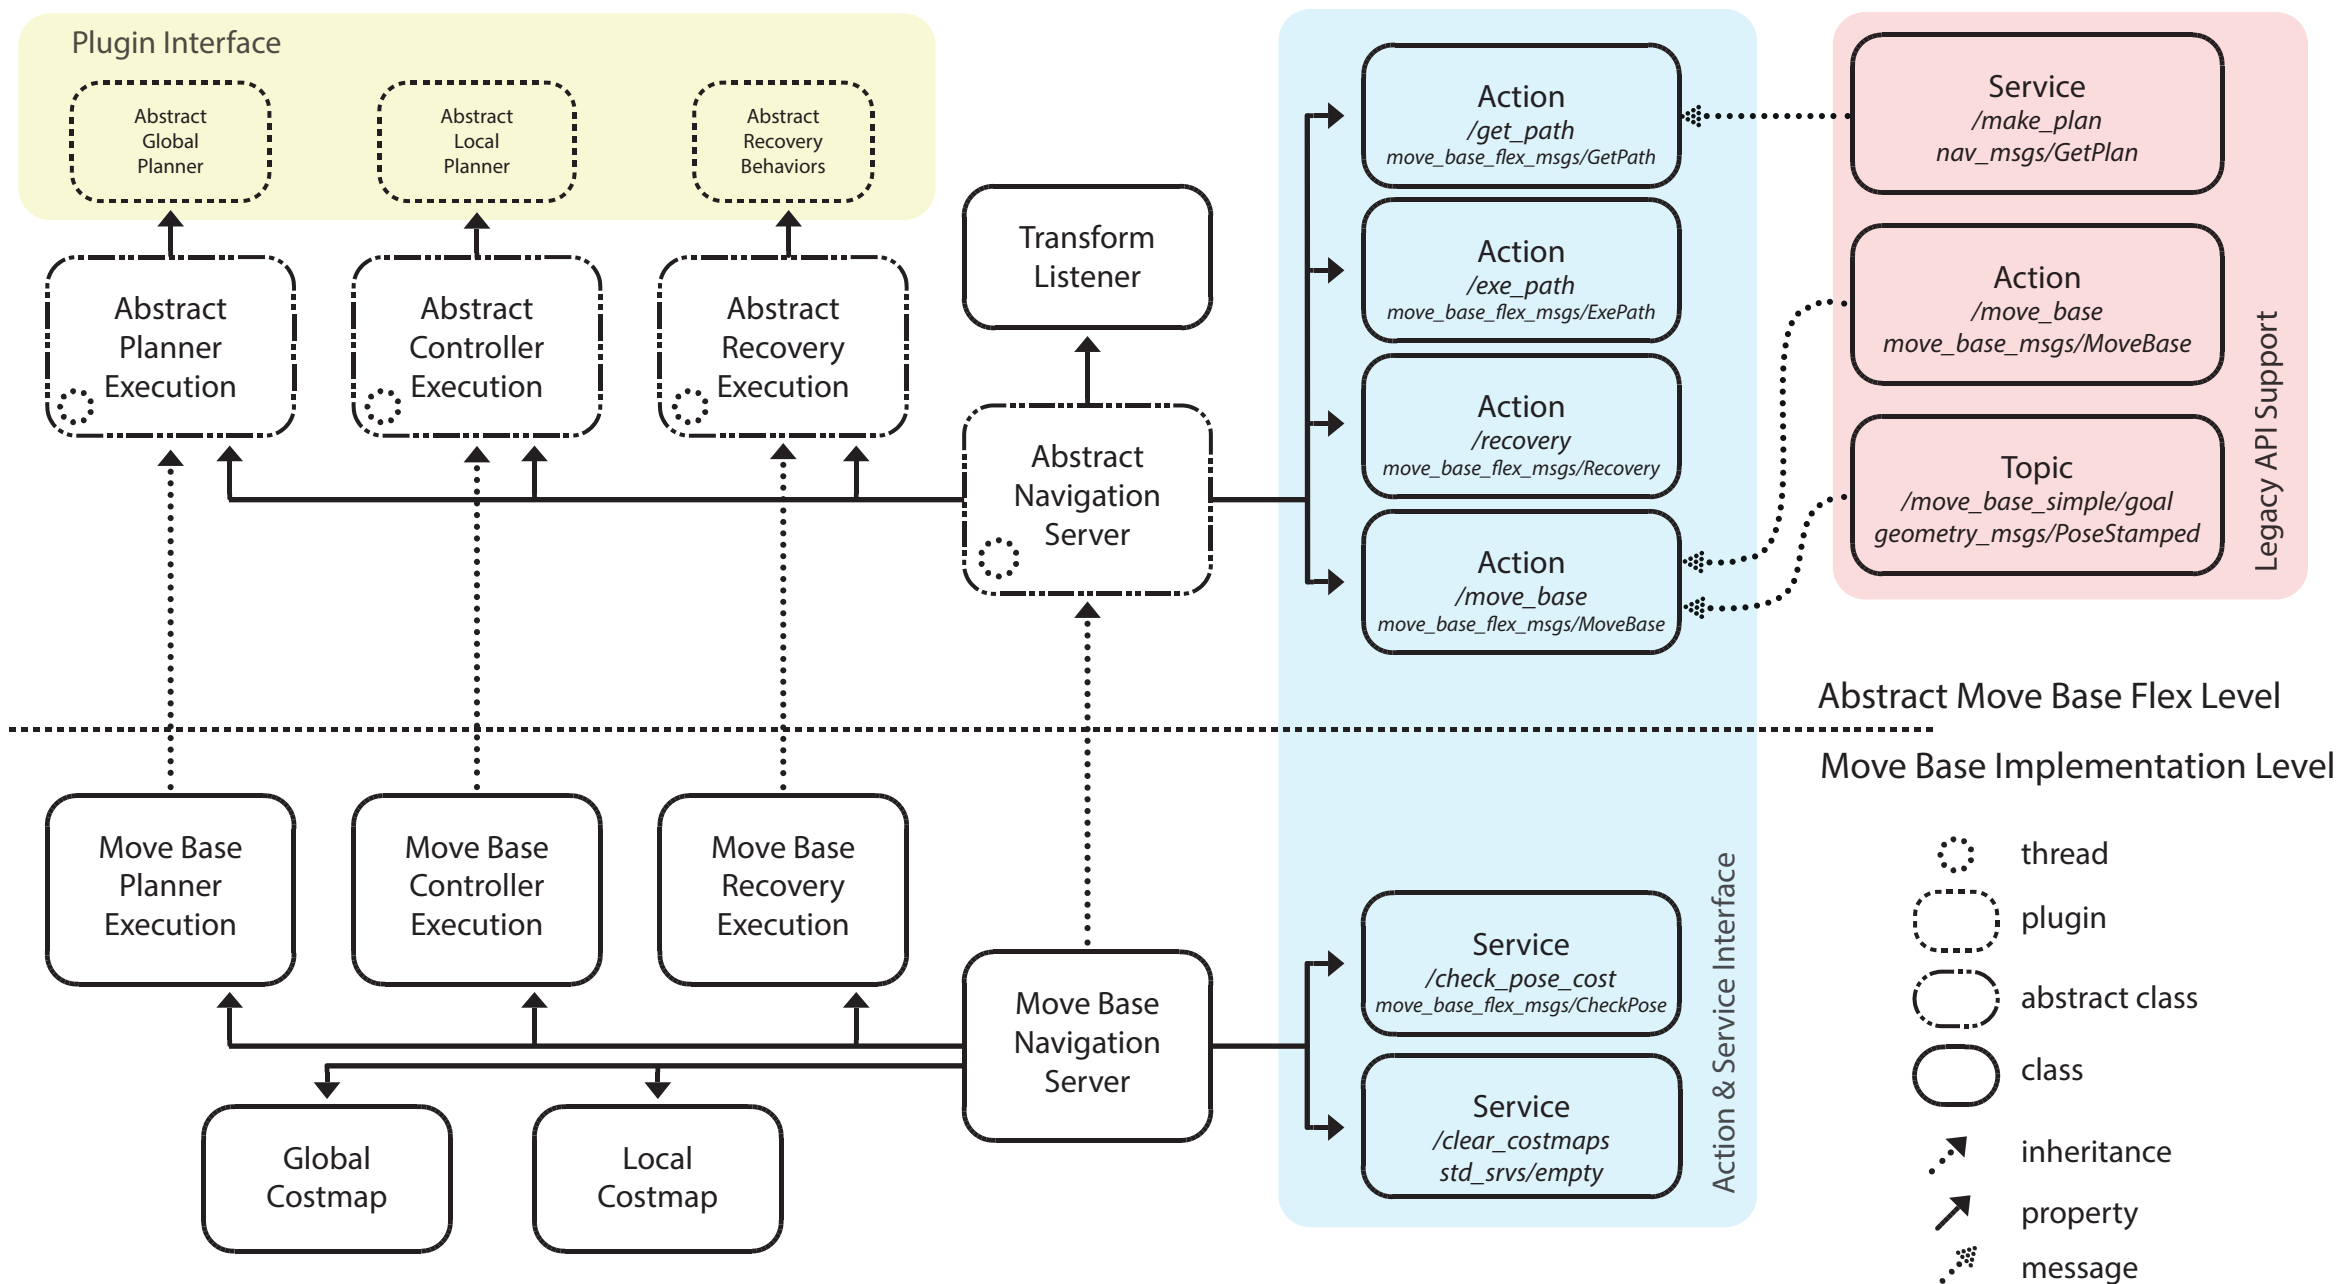 Plugin Interface
Abstract
Global
Planner
Abstract
Local
Planner
Abstract
Recovery
Behaviors
Abstract
Planner
Execution
Abstract
Controller
Execution
Abstract
Recovery
Execution
Transform
Listener
Abstract
Navigation
Server
Action
/get_path
move_base_flex_msgs/GetPath
Action
/exe_path
move_base_flex_msgs/ExePath
Action
/recovery
move_base_flex_msgs/Recovery
Action
/move_base
move_base_flex_msgs/MoveBase
Service
/make_plan
nav_msgs/GetPlan
Action
/move_base
move_base_msgs/MoveBase
Topic
/move_base_simple/goal
geometry_msgs/PoseStamped
Legacy API Support
Abstract Move Base Flex Level
Move Base Implementation Level
Move Base
Planner
Execution
Move Base
Controller
Execution
Move Base
Recovery
Execution
Move Base
Navigation
Server
Global
Costmap
Local
Costmap
Service
/check_pose_cost
move_base_flex_msgs/CheckPose
Service
/clear_costmaps
std_srvs/empty
Action & Service Interface
thread
plugin
abstract class
class
inheritance
property
message